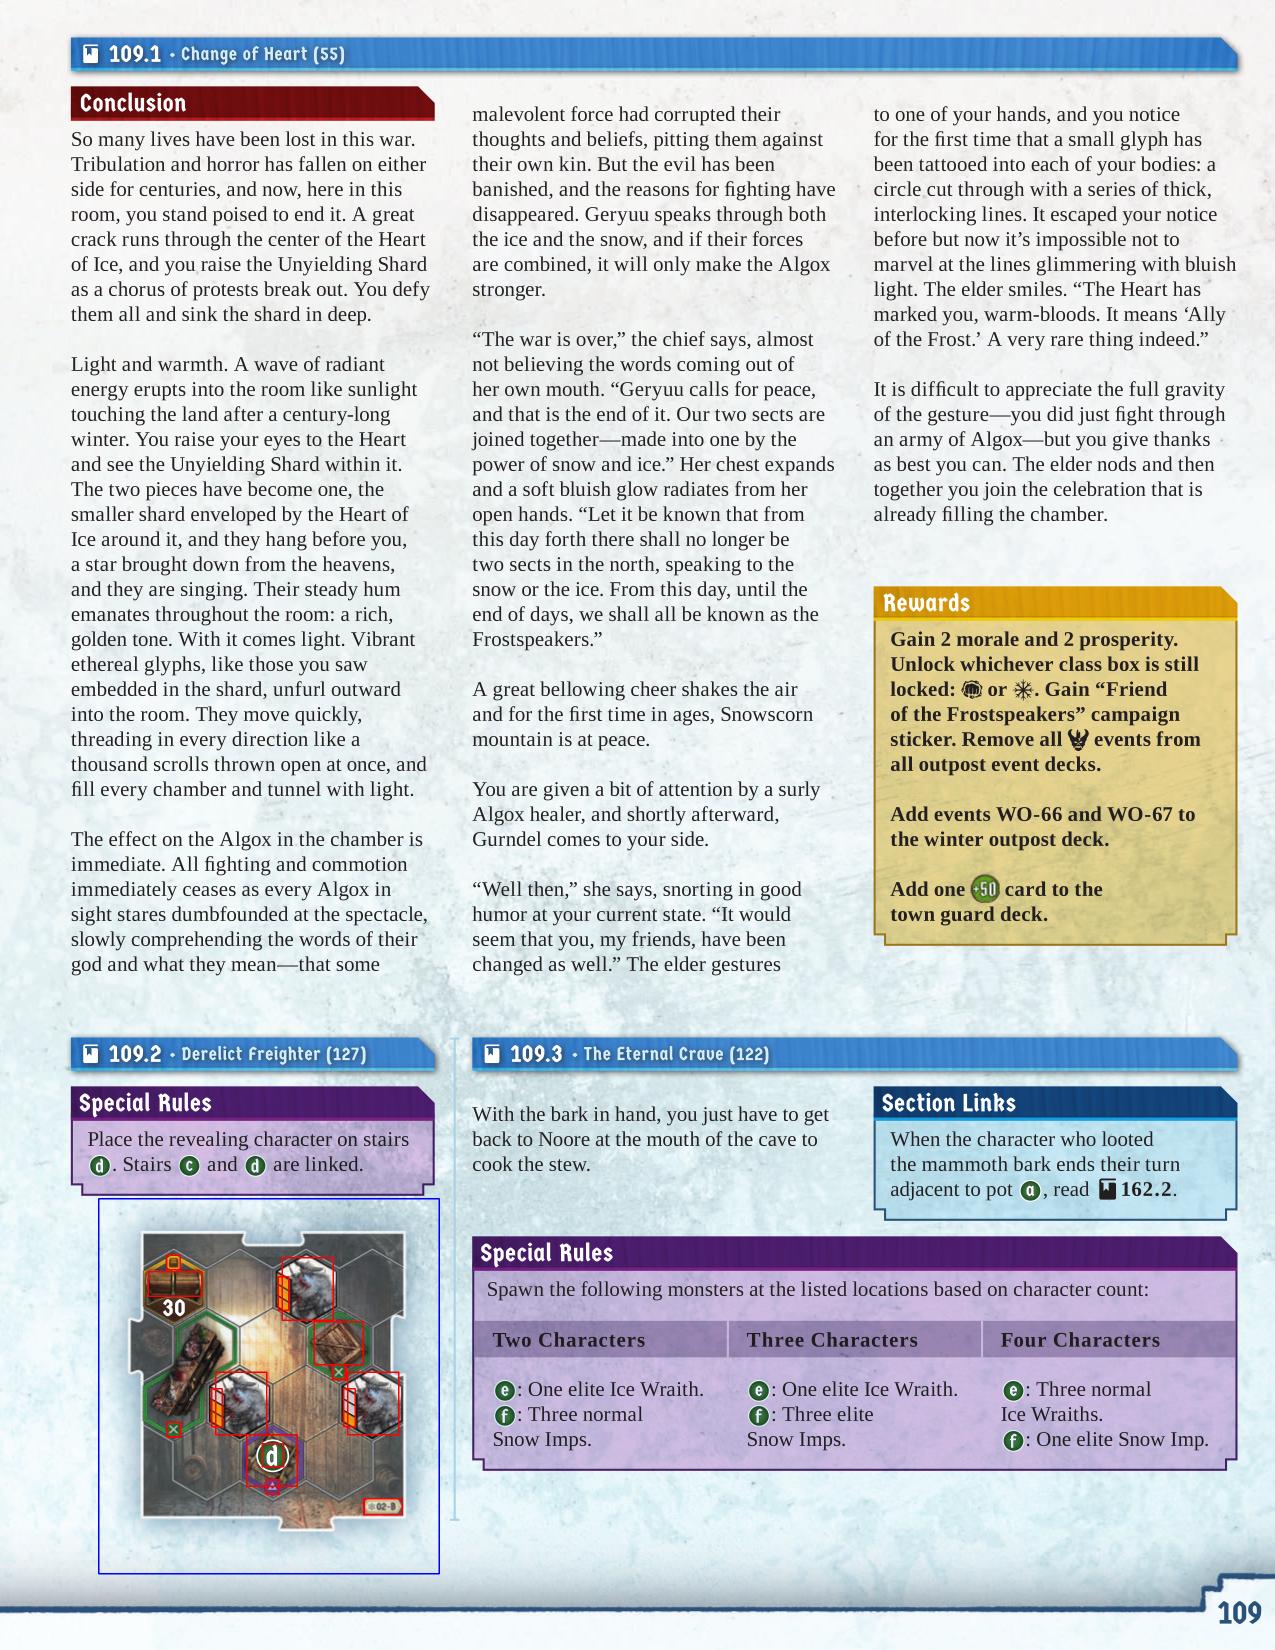 109.1 • Change of Heart (55)
Conclusion
So many lives have been lost in this war.
Tribulation and horror has fallen on either
side for centuries, and now, here in this
room, you stand poised to end it. A great
crack runs through the center of the Heart
of Ice, and you raise the Unyielding Shard
as a chorus of protests break out. You defy
them all and sink the shard in deep.
Light and warmth. A wave of radiant
energy erupts into the room like sunlight
touching the land after a century-long
winter. You raise your eyes to the Heart
and see the Unyielding Shard within it.
The two pieces have become one, the
smaller shard enveloped by the Heart of
Ice around it, and they hang before you,
a star brought down from the heavens,
and they are singing. Their steady hum
emanates throughout the room: a rich,
golden tone. With it comes light. Vibrant
ethereal glyphs, like those you saw
embedded in the shard, unfurl outward
into the room. They move quickly,
threading in every direction like a
thousand scrolls thrown open at once, and
fill every chamber and tunnel with light.
The effect on the Algox in the chamber is
immediate. All fighting and commotion
immediately ceases as every Algox in
sight stares dumbfounded at the spectacle,
slowly comprehending the words of their
god and what they mean—that some
malevolent force had corrupted their
thoughts and beliefs, pitting them against
their own kin. But the evil has been
banished, and the reasons for fighting have
disappeared. Geryuu speaks through both
the ice and the snow, and if their forces
are combined, it will only make the Algox
stronger.
“The war is over,” the chief says, almost
not believing the words coming out of
her own mouth. “Geryuu calls for peace,
and that is the end of it. Our two sects are
joined together—made into one by the
power of snow and ice.” Her chest expands
and a soft bluish glow radiates from her
open hands. “Let it be known that from
this day forth there shall no longer be
two sects in the north, speaking to the
snow or the ice. From this day, until the
end of days, we shall all be known as the
Frostspeakers.”
A great bellowing cheer shakes the air
and for the first time in ages, Snowscorn
mountain is at peace.
You are given a bit of attention by a surly
Algox healer, and shortly afterward,
Gurndel comes to your side.
“Well then,” she says, snorting in good
humor at your current state. “It would
seem that you, my friends, have been
changed as well.” The elder gestures
to one of your hands, and you notice
for the first time that a small glyph has
been tattooed into each of your bodies: a
circle cut through with a series of thick,
interlocking lines. It escaped your notice
before but now it’s impossible not to
marvel at the lines glimmering with bluish
light. The elder smiles. “The Heart has
marked you, warm-bloods. It means ‘Ally
of the Frost.’ A very rare thing indeed.”
It is difficult to appreciate the full gravity
of the gesture—you did just fight through
an army of Algox—but you give thanks
as best you can. The elder nods and then
together you join the celebration that is
already filling the chamber.
Rewards
Gain 2 morale and 2 prosperity.
Unlock whichever class box is still
locked: or . Gain “Friend
of the Frostspeakers” campaign
sticker. Remove all events from
all outpost event decks.
Add events WO-66 and WO-67 to
the winter outpost deck.
Add one +50 card to the
town guard deck.
109.2 • Derelict Freighter (127)
Special Rules
Place the revealing character on stairs
d. Stairs c and d are linked.
30
d
02-B
109.3 • The Eternal Crave (122)
With the bark in hand, you just have to get
back to Noore at the mouth of the cave to
cook the stew.
Section Links
When the character who looted
the mammoth bark ends their turn
adjacent to pot a, read 162.2.
Special Rules
Spawn the following monsters at the listed locations based on character count:
Two Characters
e: One elite Ice Wraith.
f: Three normal
Snow Imps.
Three Characters
e: One elite Ice Wraith.
f: Three elite
Snow Imps.
Four Characters
e: Three normal
Ice Wraiths.
f: One elite Snow Imp.
109